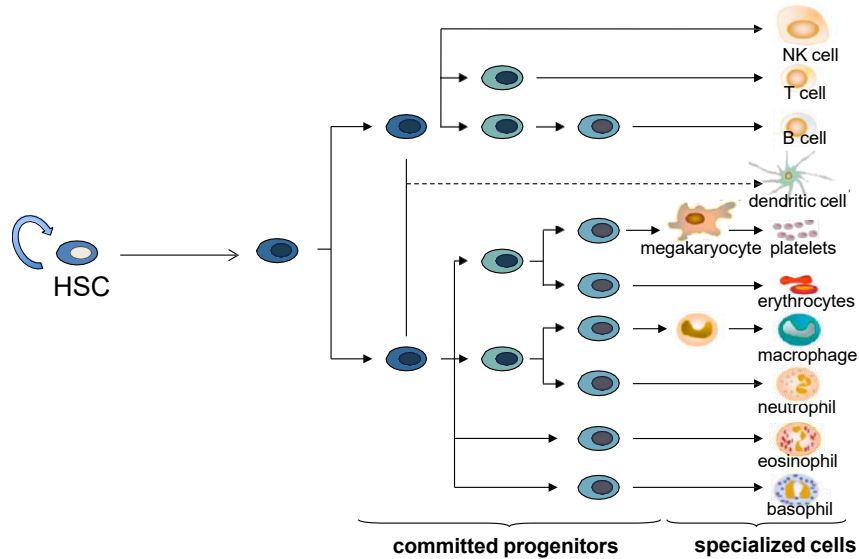 NK cell
T cell
B cell
dendritic cell
HSC
megakaryocyte
platelets
erythrocytes
macrophage
neutrophil
eosinophil
basophil
committed progenitors
specialized cells